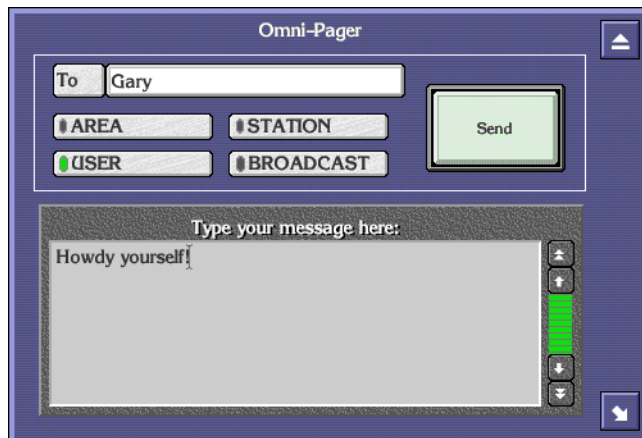 Omni-Pager
To Gary
AREA STATION
Send
USER BROADCAST
Type your message here:
Howdy yourself!